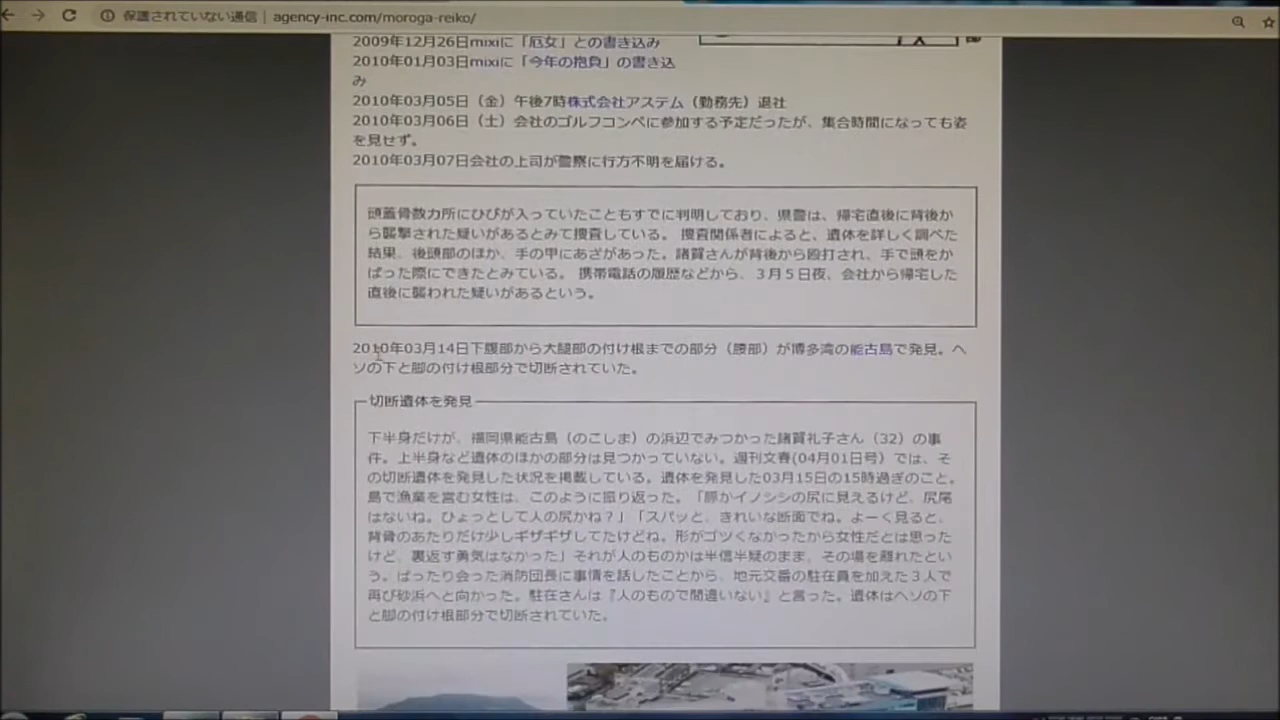 保護されていない通信 | agency-inc.com/moroga-reiko/
2009年12月26日mixiに「厄女」との書き込み
2010年01月03日mixiに「今年の抱負」の書き込
み
2010年03月05日（金）午後7時株式会社アステム（勤務先）退社
2010年03月06日（土）会社のゴルフコンペに参加する予定だったが、集合時間になっても姿
を見せず。
2010年03月07日会社の上司が警察に行方不明を届ける。
頭蓋骨数カ所にひびが入っていたこともすでに判明しており、県警は、帰宅直後に背後か
ら襲撃された疑いがあるとみて捜査している。 捜査関係者によると、遺体を詳しく調べた
結果、後頭部のほか、手の甲にあざがあった。諸賀さんが背後から殴打され、手で頭をか
ばった際にできたとみている。 携帯電話の履歴などから、３月５日夜、会社から帰宅した
直後に襲われた疑いがあるという。
2010年03月14日下腹部から大腿部の付け根までの部分（腰部）が博多湾の能古島で発見。ヘ
ソの下と脚の付け根部分で切断されていた。
切断遺体を発見
下半身だけが、福岡県能古島（のこしま）の浜辺でみつかった諸賀礼子さん（32）の事
件。上半身など遺体のほかの部分は見つかっていない。週刊文春(04月01日号）では、そ
の切断遺体を発見した状況を掲載している。遺体を発見した03月15日の15時過ぎのこと。
島で漁業を営む女性は、このように振り返った。「豚かイノシシの尻に見えるけど、尻尾
はないね。ひょっとして人の尻かね？」「スパッと、きれいな断面でね。よーく見ると、
背骨のあたりだけ少しギザギザしてたけどね。形がゴツくなかったから女性だとは思った
けど、裏返す勇気はなかった」それが人のものかは半信半疑のまま、その場を離れたとい
う。ばったり会った消防団長に事情を話したことから、地元交番の駐在員を加えた３人で
再び砂浜へと向かった。駐在さんは『人のもので間違いない』と言った。遺体はヘソの下
と脚の付け根部分で切断されていた。